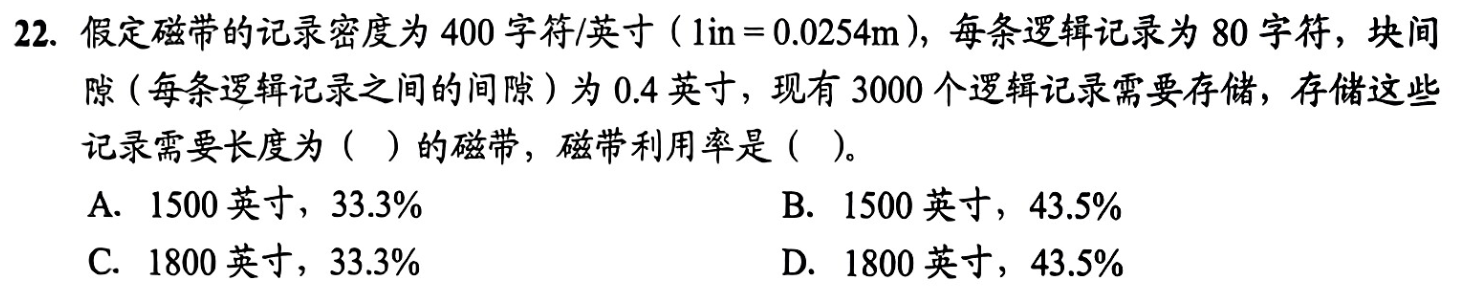 22. 假定磁带的记录密度为 400 字符/英寸（1in = 0.0254m），每条逻辑记录为 80 字符，块间
隙（每条逻辑记录之间的间隙）为 0.4 英寸，现有 3000 个逻辑记录需要存储，存储这些
记录需要长度为（ ）的磁带，磁带利用率是（ ）。
A. 1500 英寸，33.3% B. 1500 英寸，43.5%
C. 1800 英寸，33.3% D. 1800 英寸，43.5%